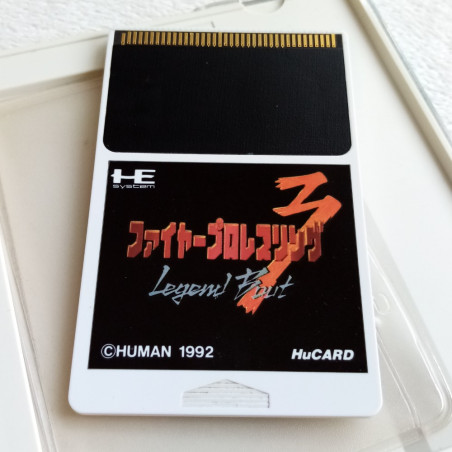 HE
system
3
ファイヤープロレスリング
Legend Bout
©HUMAN 1992
HuCARD